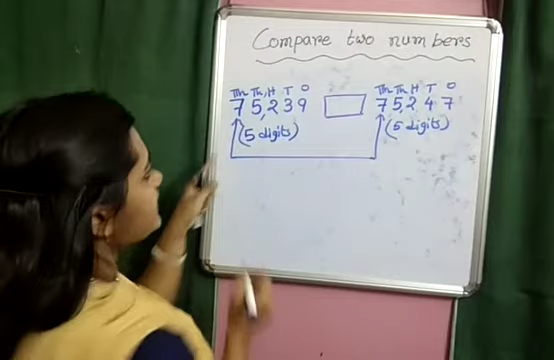 Compare two numbers
TTh Th H T O TTh Th H T O
75,239 75,247
(5 digits) (5 digits)